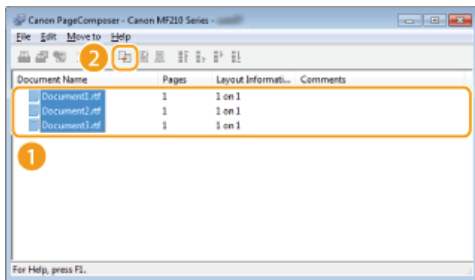 Canon PageComposer - Canon MF210 Series -
File Edit Move to Help
2
Document Name Pages Layout Informati... Comments
Document1.rtf 1 1 on 1
Document2.rtf 1 1 on 1
Document3.rtf 1 1 on 1
1
For Help, press F1.